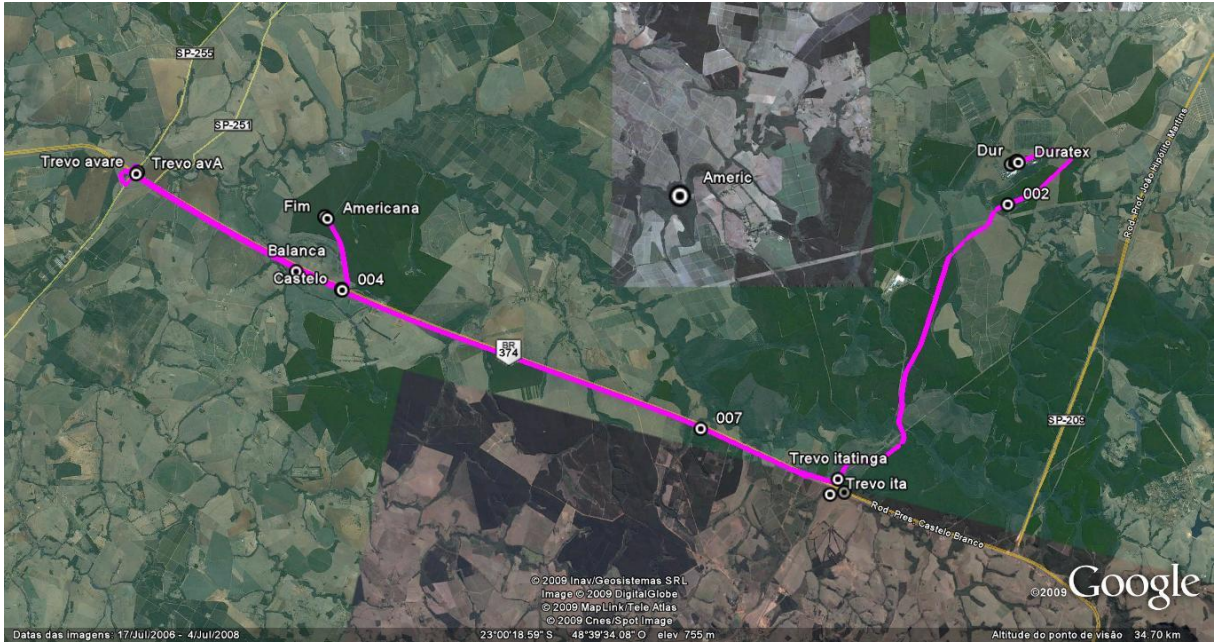 SP-255
SP-251
Trevo avare
Trevo avA
Dur
Duratex
Americ
002
Fim
Americana
Rod. Prof. João Hipólito Martins
Balanca
Castelo
004
BR
374
007
SP-209
Trevo itatinga
Trevo ita
Rod. Pres. Castelo Branco
© 2009 Inav/Geosistemas SRL
Image © 2009 DigitalGlobe
© 2009 MapLink/Tele Atlas
© 2009 Cnes/Spot Image
©2009 Google
Datas das imagens: 17/Jul/2006 - 4/Jul/2008
23°00'18.59" S 48°39'34.08" O elev 755 m
Altitude do ponto de visão 34.70 km